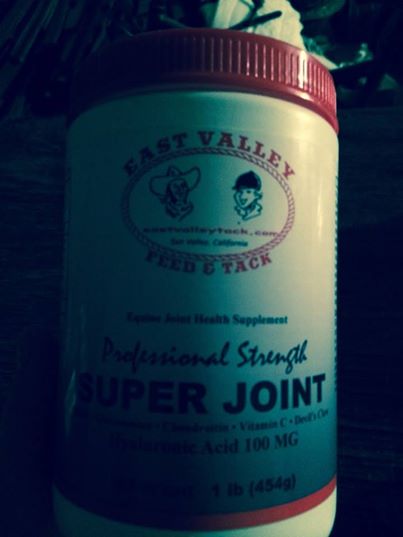 EAST VALLEY
eastvalleytack.com
Sun Valley, California
FEED & TACK
Equine Joint Health Supplement
Professional Strength
SUPER JOINT
• Chondroitin • Vitamin C • Devil's Claw
Hyaluronic Acid 100 MG
1 lb (454g)